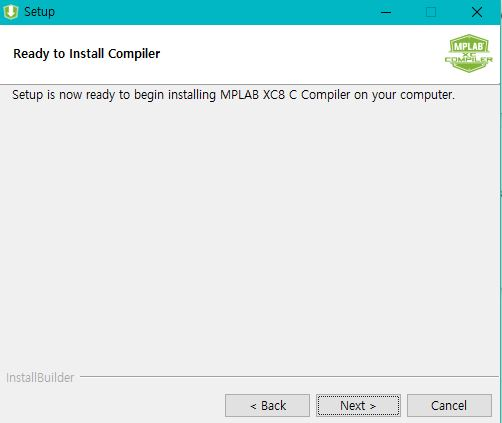 Setup
Ready to Install Compiler
MPLAB
XC
COMPILER
Setup is now ready to begin installing MPLAB XC8 C Compiler on your computer.
InstallBuilder
< Back
Next >
Cancel